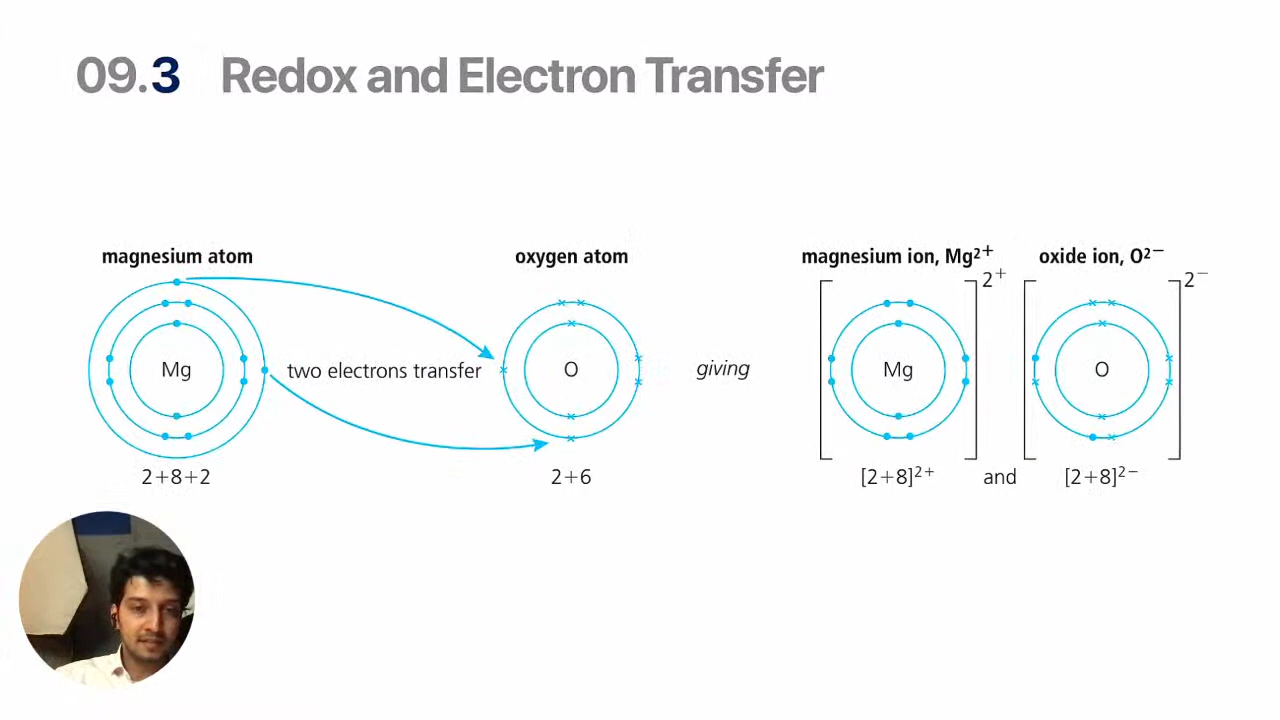 09.3 Redox and Electron Transfer
magnesium atom
oxygen atom
magnesium ion, Mg²⁺
oxide ion, O²⁻
2+
2−
Mg
two electrons transfer
O
giving
Mg
O
2+8+2
2+6
[2+8]²⁺
and
[2+8]²⁻